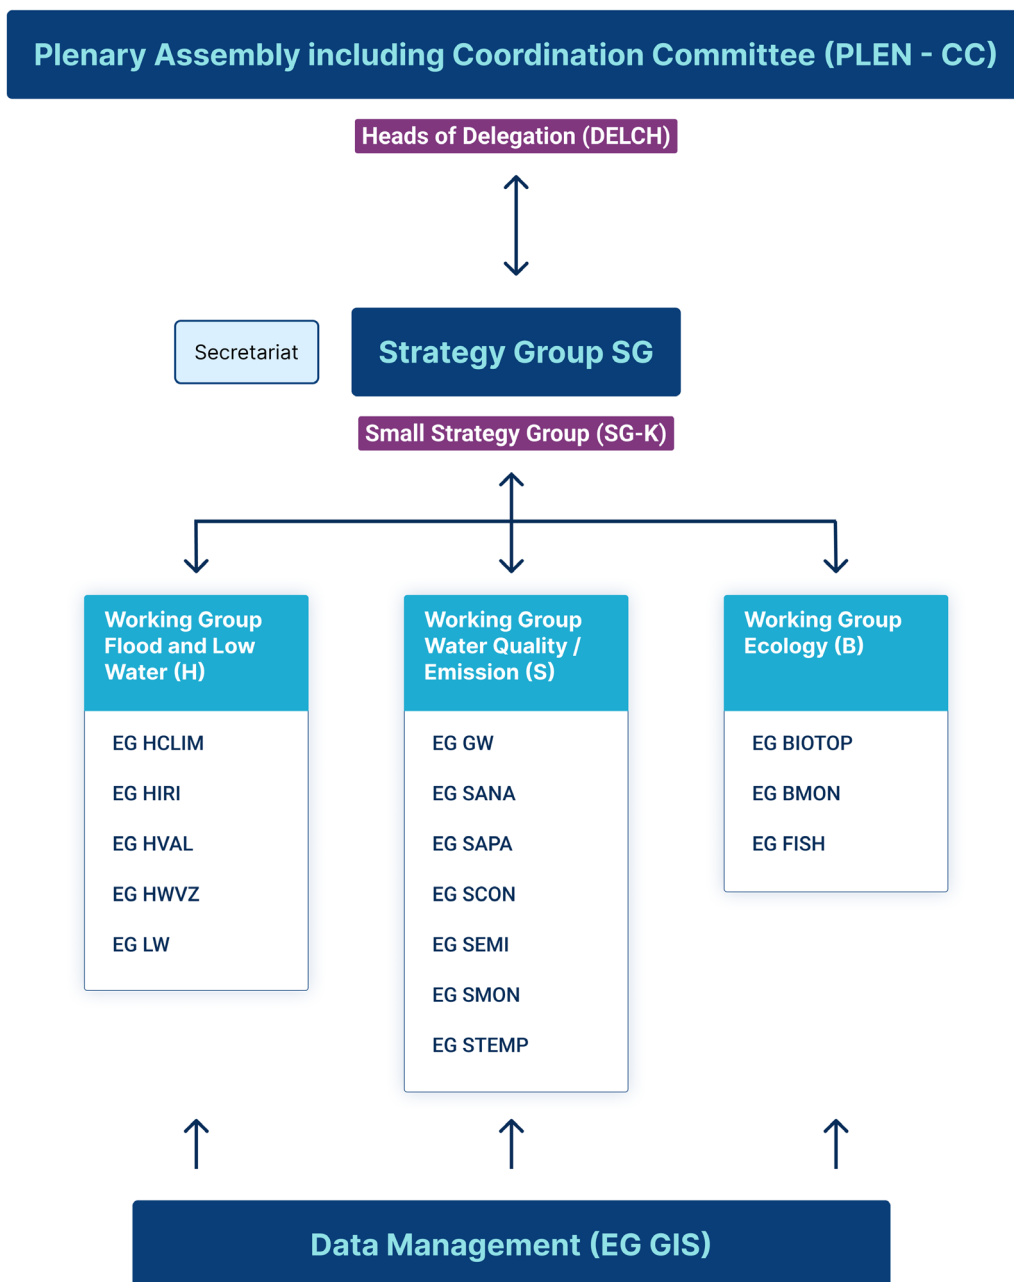 Plenary Assembly including Coordination Committee (PLEN - CC)
Heads of Delegation (DELCH)
Secretariat
Strategy Group SG
Small Strategy Group (SG-K)
Working Group
Flood and Low
Water (H)
EG HCLIM
EG HIRI
EG HVAL
EG HWVZ
EG LW
Working Group
Water Quality /
Emission (S)
EG GW
EG SANA
EG SAPA
EG SCON
EG SEMI
EG SMON
EG STEMP
Working Group
Ecology (B)
EG BIOTOP
EG BMON
EG FISH
Data Management (EG GIS)